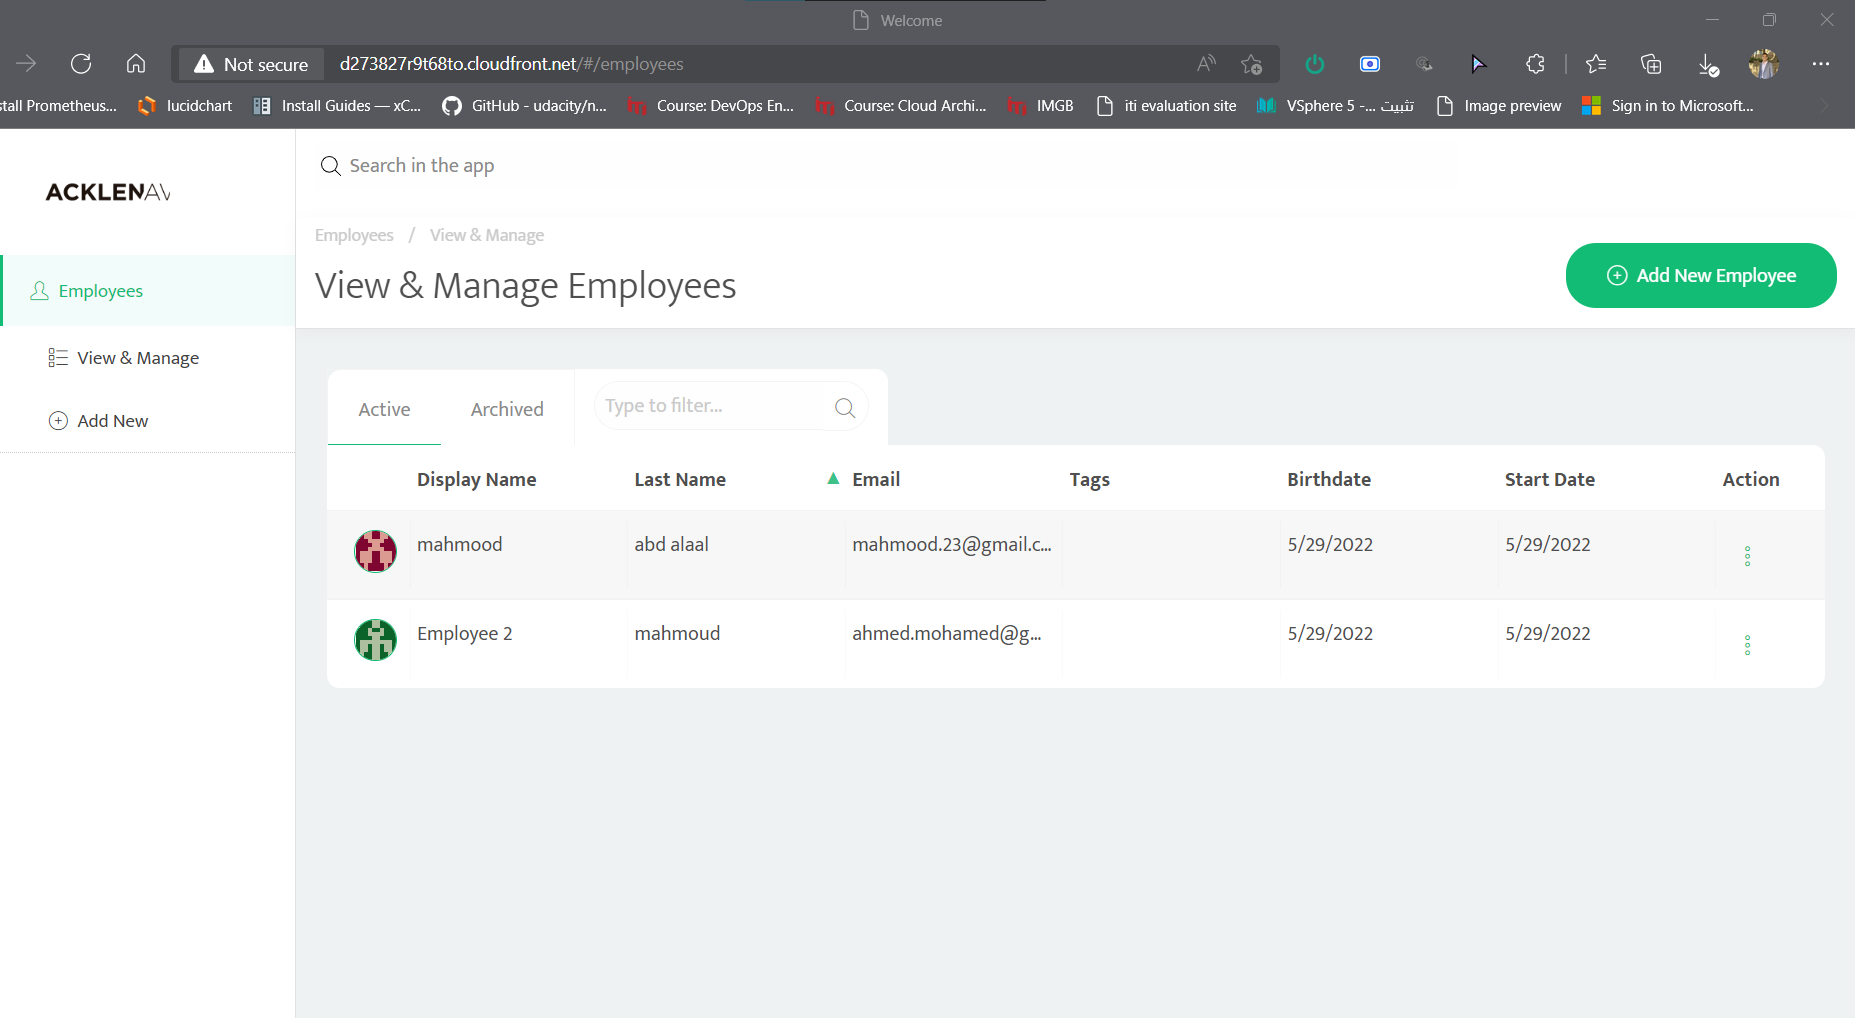 Welcome
Not secure d273827r9t68to.cloudfront.net/#/employees
stall Prometheus... lucidchart Install Guides — xC... GitHub - udacity/n... Course: DevOps En... Course: Cloud Archi... IMGB iti evaluation site VSphere 5 -... تثبيت Image preview Sign in to Microsoft...
ACKLENAV
Search in the app
Employees / View & Manage
View & Manage Employees
Add New Employee
Employees
View & Manage
Add New
Active Archived Type to filter...
Display Name Last Name Email Tags Birthdate Start Date Action
mahmood abd alaal mahmood.23@gmail.c... 5/29/2022 5/29/2022
Employee 2 mahmoud ahmed.mohamed@g... 5/29/2022 5/29/2022